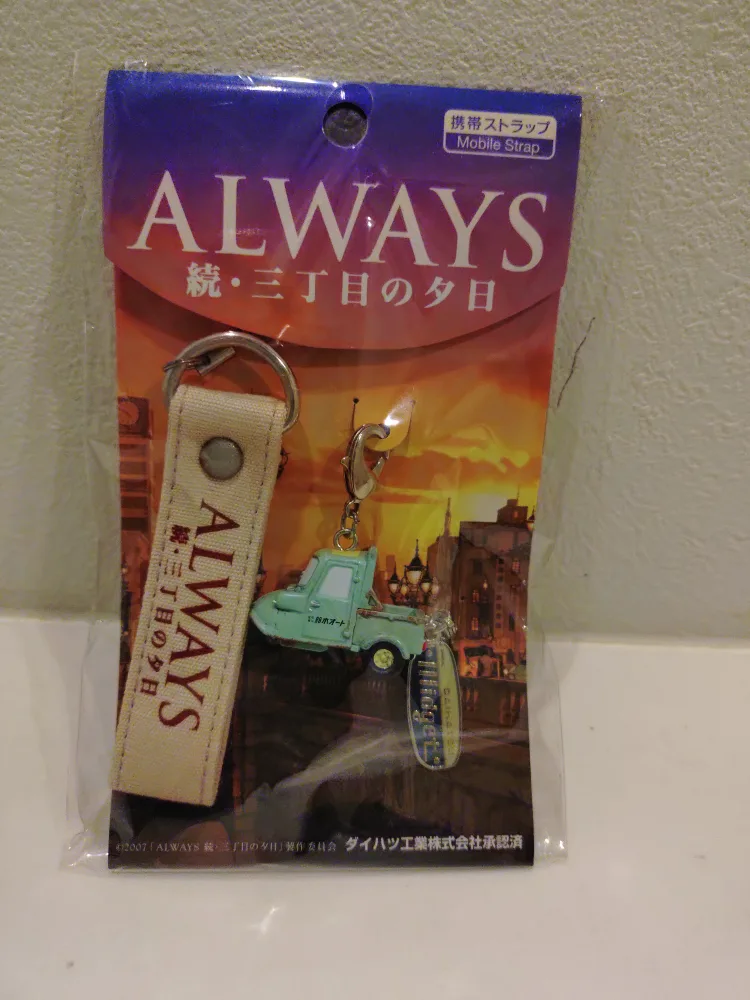 携帯ストラップ
Mobile Strap
ALWAYS
続・三丁目の夕日
ALWAYS
続・三丁目の夕日
鈴木オート
Midget
©2007「ALWAYS 続・三丁目の夕日」製作委員会
ダイハツ工業株式会社承認済